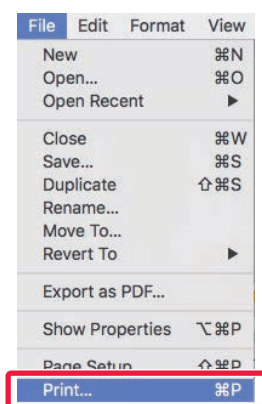 File Edit Format View
New ⌘N
Open... ⌘O
Open Recent ▶
Close ⌘W
Save... ⌘S
Duplicate ⇧⌘S
Rename...
Move To...
Revert To ▶
Export as PDF...
Show Properties ⌥⌘P
Page Setup ⇧⌘P
Print... ⌘P